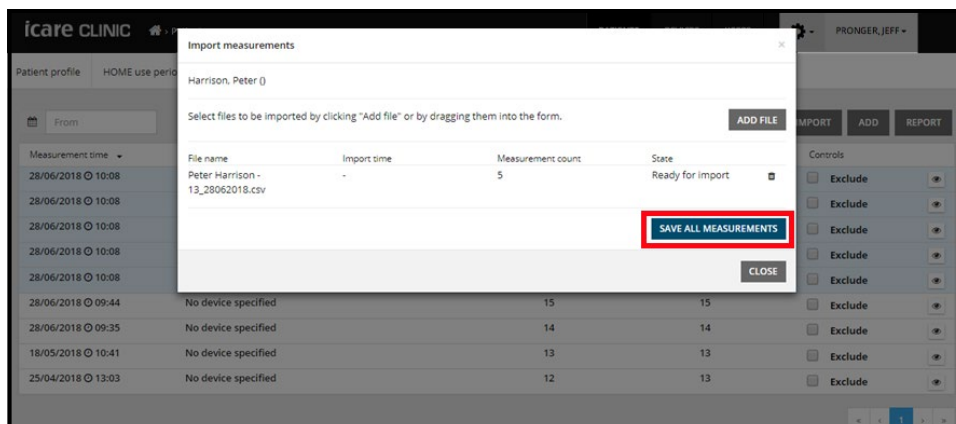 icare CLINIC
PRONGER, JEFF
Import measurements
×
Patient profile HOME use perio
Harrison, Peter ()
Select files to be imported by clicking "Add file" or by dragging them into the form.
ADD FILE
From
IMPORT ADD REPORT
Measurement time
Controls
File name Import time Measurement count State
Peter Harrison - - 5 Ready for import
13_28062018.csv
SAVE ALL MEASUREMENTS
CLOSE
28/06/2018 10:08 Exclude
28/06/2018 10:08 Exclude
28/06/2018 10:08 Exclude
28/06/2018 10:08 Exclude
28/06/2018 10:08 Exclude
28/06/2018 09:44 No device specified 15 15 Exclude
28/06/2018 09:35 No device specified 14 14 Exclude
18/05/2018 10:41 No device specified 13 13 Exclude
25/04/2018 13:03 No device specified 12 13 Exclude
« ‹ 1 › »